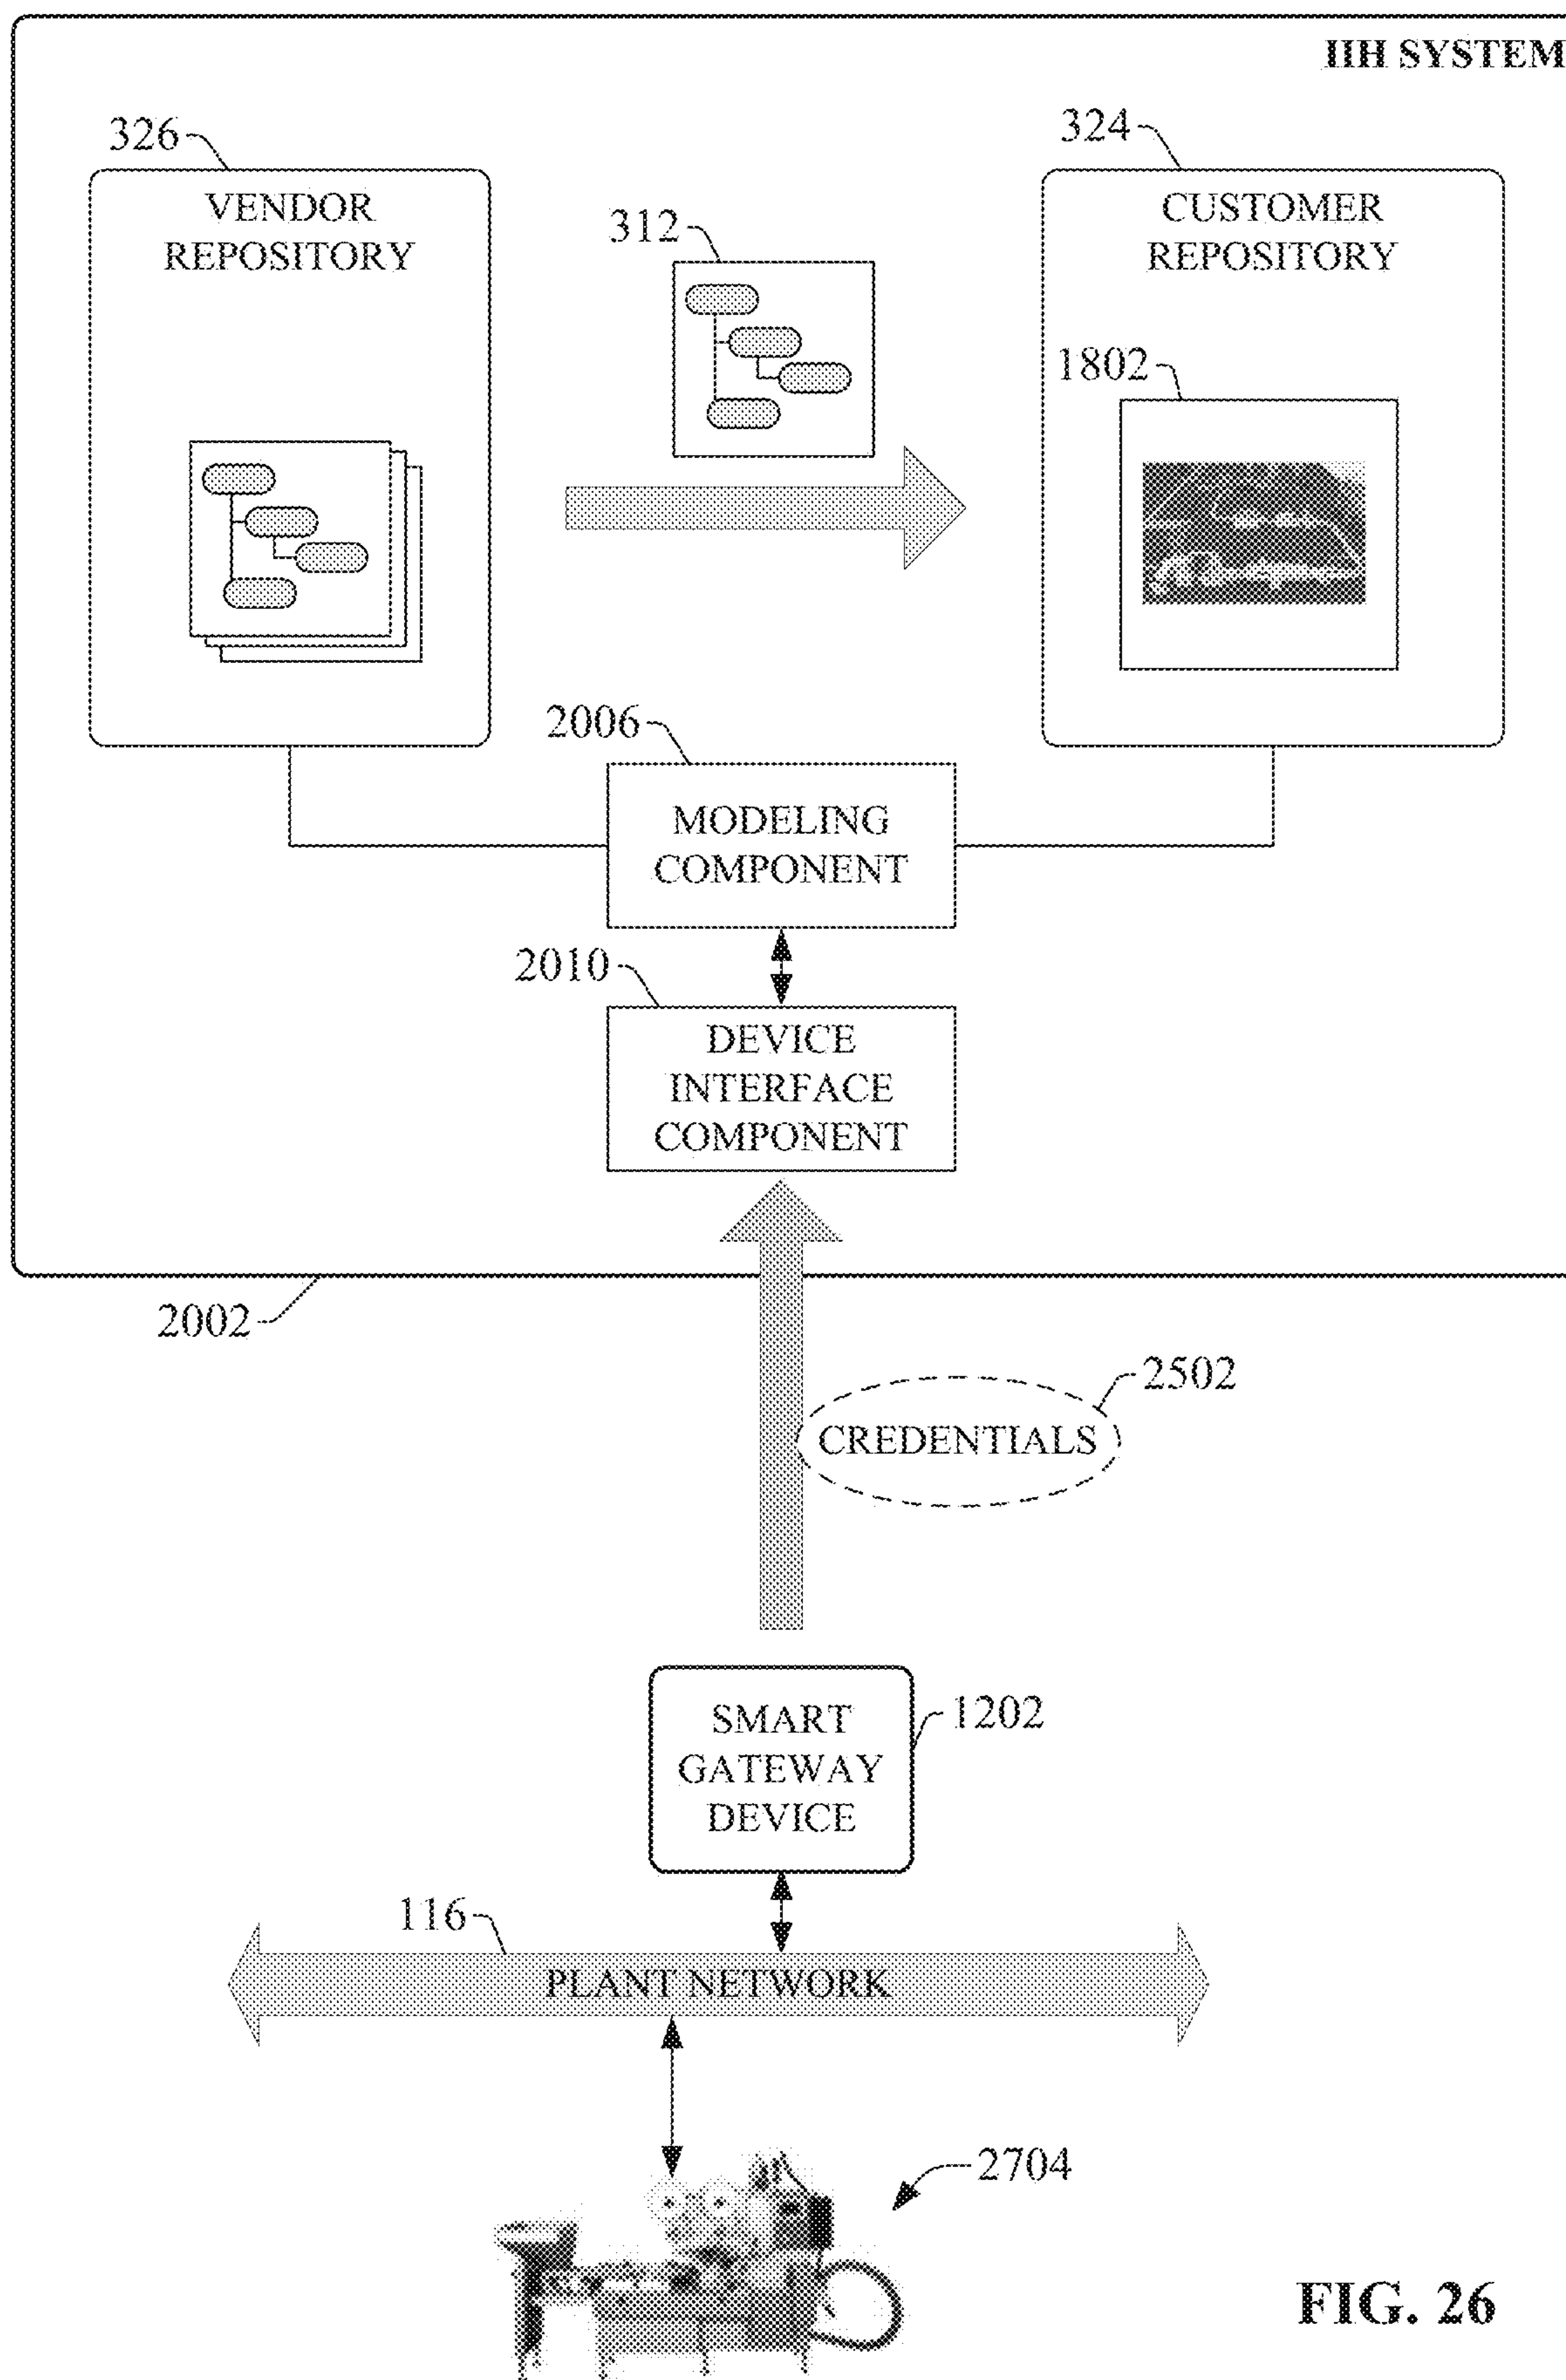 IIH SYSTEM
326
324
VENDOR
REPOSITORY
312
CUSTOMER
REPOSITORY
1802
2006
MODELING
COMPONENT
2010
DEVICE
INTERFACE
COMPONENT
2002
2502
CREDENTIALS
SMART
GATEWAY
DEVICE
1202
116
PLANT NETWORK
2704
FIG. 26